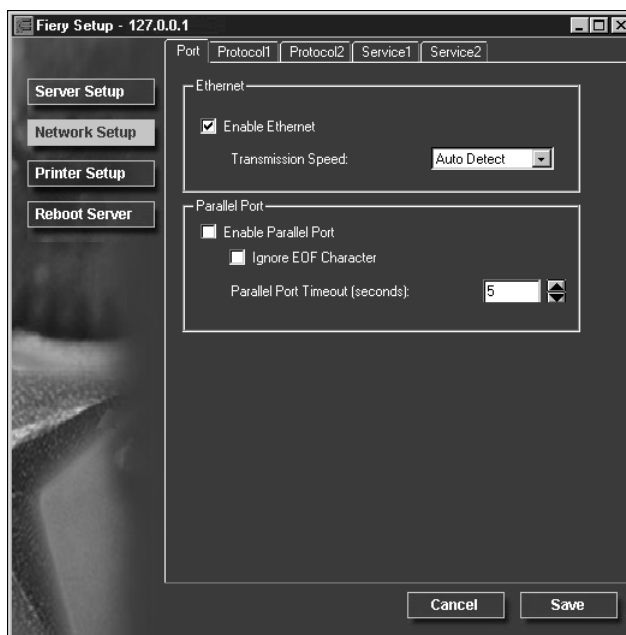 Fiery Setup - 127.0.0.1
Port Protocol1 Protocol2 Service1 Service2
Server Setup
Network Setup
Printer Setup
Reboot Server
Ethernet
Enable Ethernet
Transmission Speed: Auto Detect
Parallel Port
Enable Parallel Port
Ignore EOF Character
Parallel Port Timeout (seconds): 5
Cancel Save